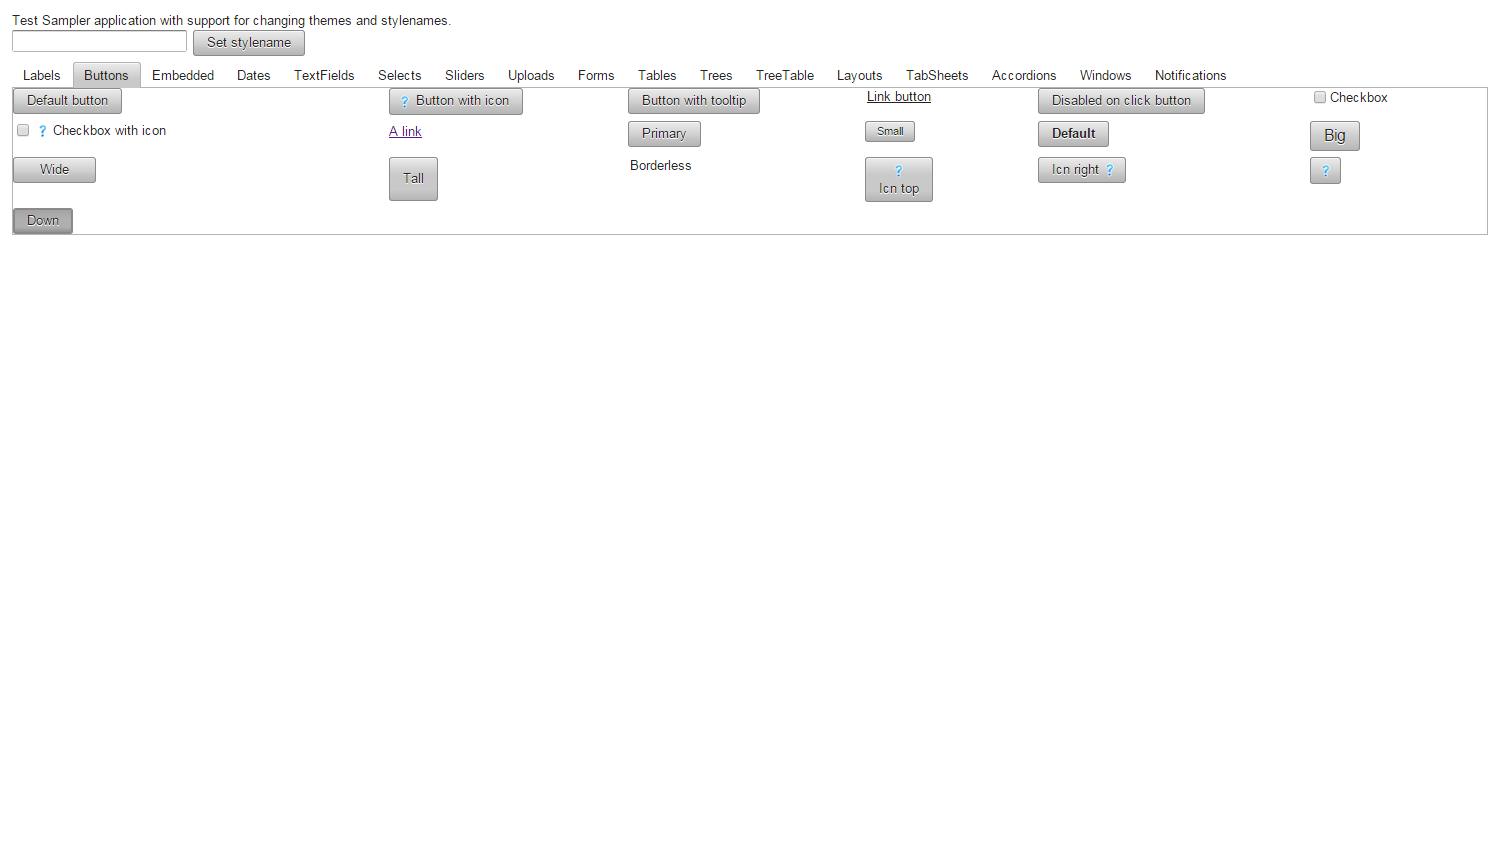 Test Sampler application with support for changing themes and stylenames.
Set stylename
Labels Buttons Embedded Dates TextFields Selects Sliders Uploads Forms Tables Trees TreeTable Layouts TabSheets Accordions Windows Notifications
Default button ? Button with icon Button with tooltip Link button Disabled on click button Checkbox
? Checkbox with icon A link Primary Small Default Big
Wide Tall Borderless ? Icn top Icn right ? ?
Down